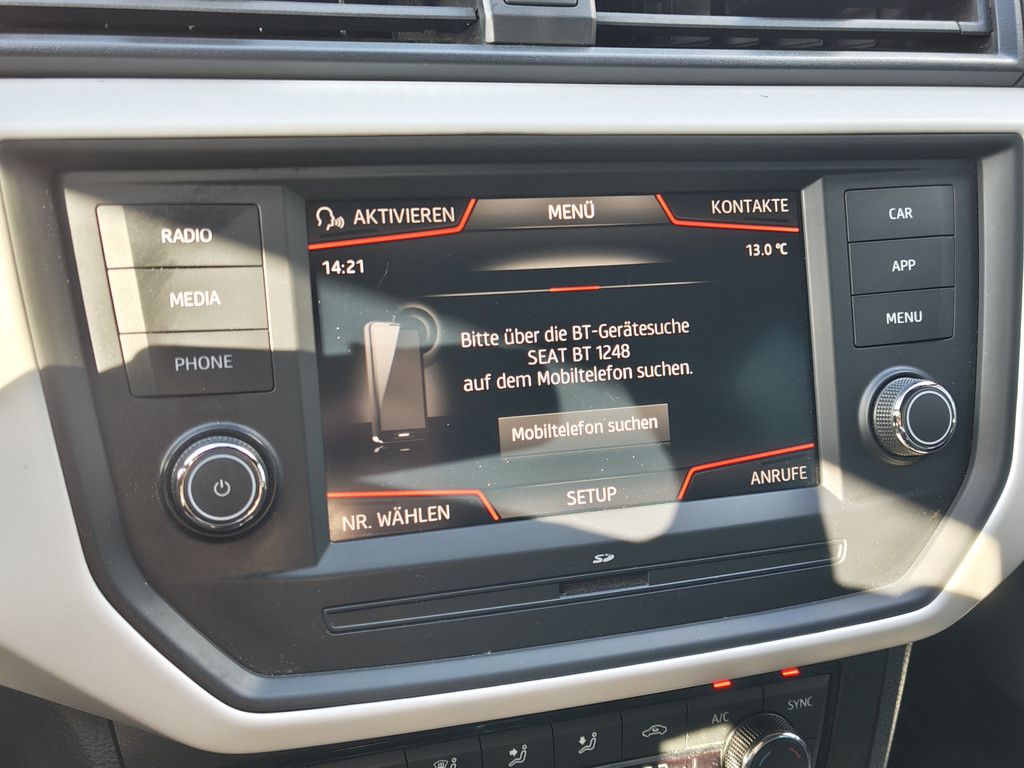 RADIO
MEDIA
PHONE
AKTIVIEREN
MENÜ
KONTAKTE
14:21
13.0 °C
Bitte über die BT-Gerätesuche
SEAT BT 1248
auf dem Mobiltelefon suchen.
Mobiltelefon suchen
NR. WÄHLEN
SETUP
ANRUFE
CAR
APP
MENU
SD
A/C
SYNC